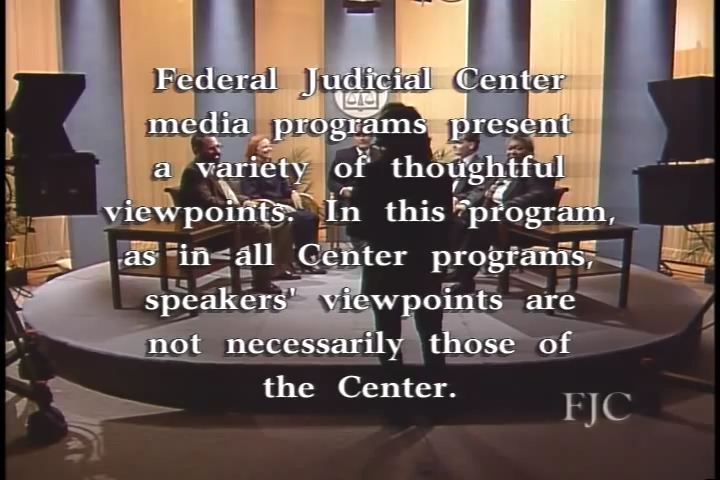 Federal Judicial Center
media programs present
a variety of thoughtful
viewpoints. In this program,
as in all Center programs,
speakers' viewpoints are
not necessarily those of
the Center.
FJC